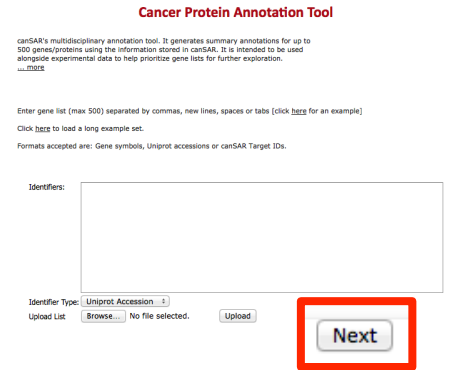 Cancer Protein Annotation Tool
canSAR's multidisciplinary annotation tool. It generates summary annotations for up to
500 genes/proteins using the information stored in canSAR. It is intended to be used
alongside experimental data to help prioritize gene lists for further exploration.
... more
Enter gene list (max 500) separated by commas, new lines, spaces or tabs [click here for an example]
Click here to load a long example set.
Formats accepted are: Gene symbols, Uniprot accessions or canSAR Target IDs.
Identifiers:
Identifier Type: Uniprot Accession
Upload List Browse... No file selected. Upload
Next